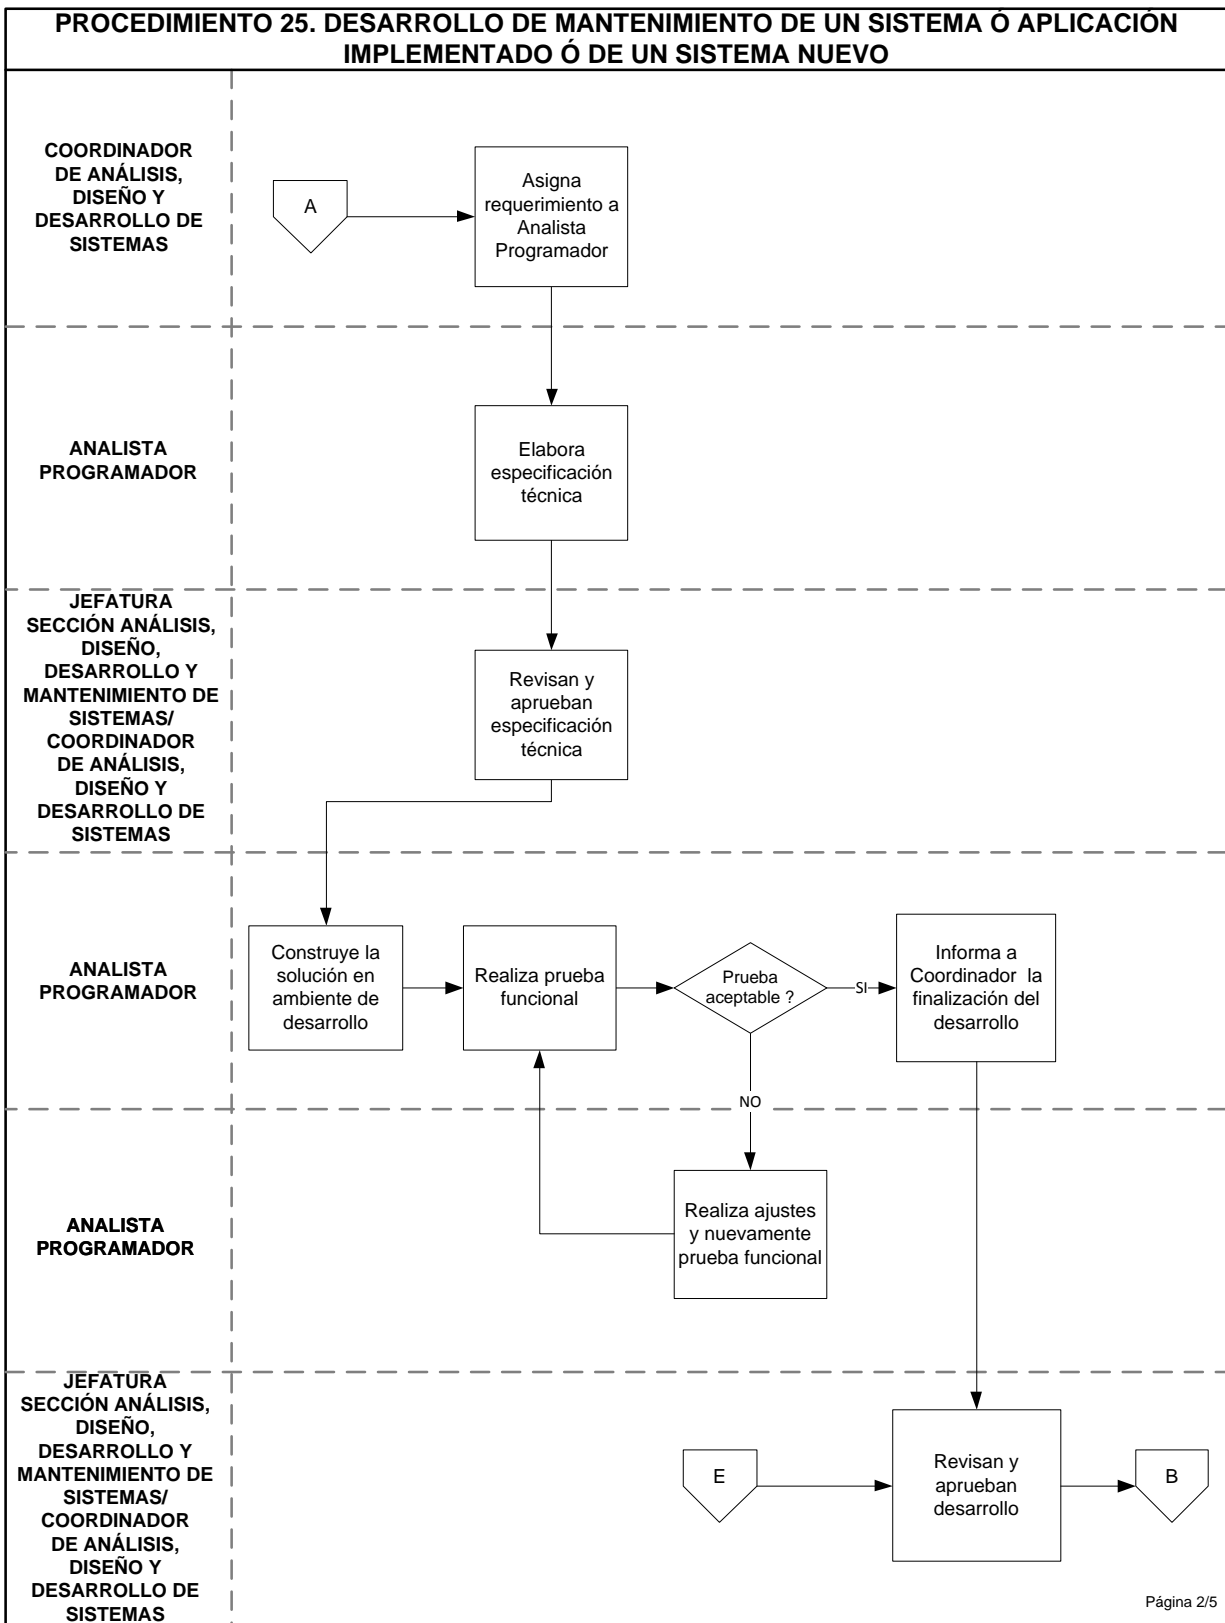 PROCEDIMIENTO 25. DESARROLLO DE MANTENIMIENTO DE UN SISTEMA Ó APLICACIÓN
IMPLEMENTADO Ó DE UN SISTEMA NUEVO
COORDINADOR
DE ANÁLISIS,
DISEÑO Y
DESARROLLO DE
SISTEMAS
A
Asigna
requerimiento a
Analista
Programador
ANALISTA
PROGRAMADOR
Elabora
especificación
técnica
JEFATURA
SECCIÓN ANÁLISIS,
DISEÑO,
DESARROLLO Y
MANTENIMIENTO DE
SISTEMAS/
COORDINADOR
DE ANÁLISIS,
DISEÑO Y
DESARROLLO DE
SISTEMAS
Revisan y
aprueban
especificación
técnica
ANALISTA
PROGRAMADOR
Construye la
solución en
ambiente de
desarrollo
Realiza prueba
funcional
Prueba
aceptable ?
SI
Informa a
Coordinador la
finalización del
desarrollo
NO
ANALISTA
PROGRAMADOR
Realiza ajustes
y nuevamente
prueba funcional
JEFATURA
SECCIÓN ANÁLISIS,
DISEÑO,
DESARROLLO Y
MANTENIMIENTO DE
SISTEMAS/
COORDINADOR
DE ANÁLISIS,
DISEÑO Y
DESARROLLO DE
SISTEMAS
E
Revisan y
aprueban
desarrollo
B
Página 2/5